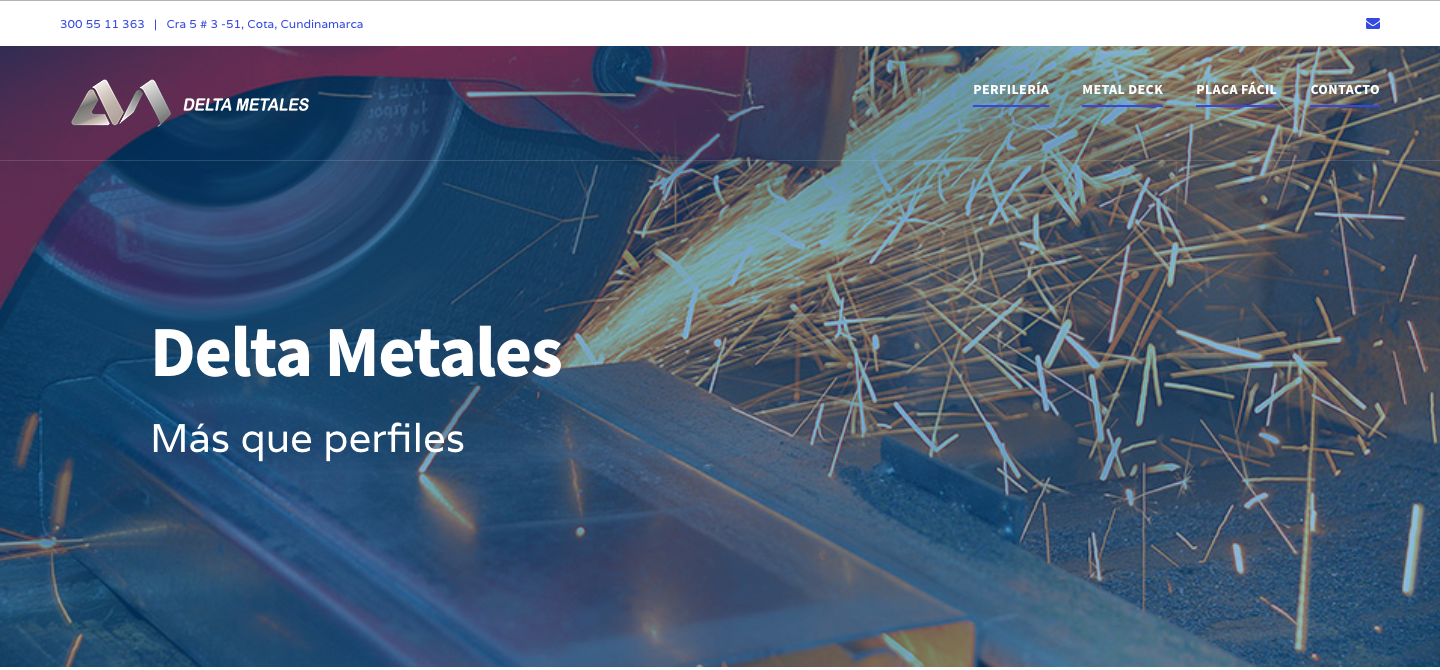 300 55 11 363 | Cra 5 # 3 -51, Cota, Cundinamarca
DELTA METALES
PERFILERÍA METAL DECK PLACA FÁCIL CONTACTO
Delta Metales
Más que perfiles